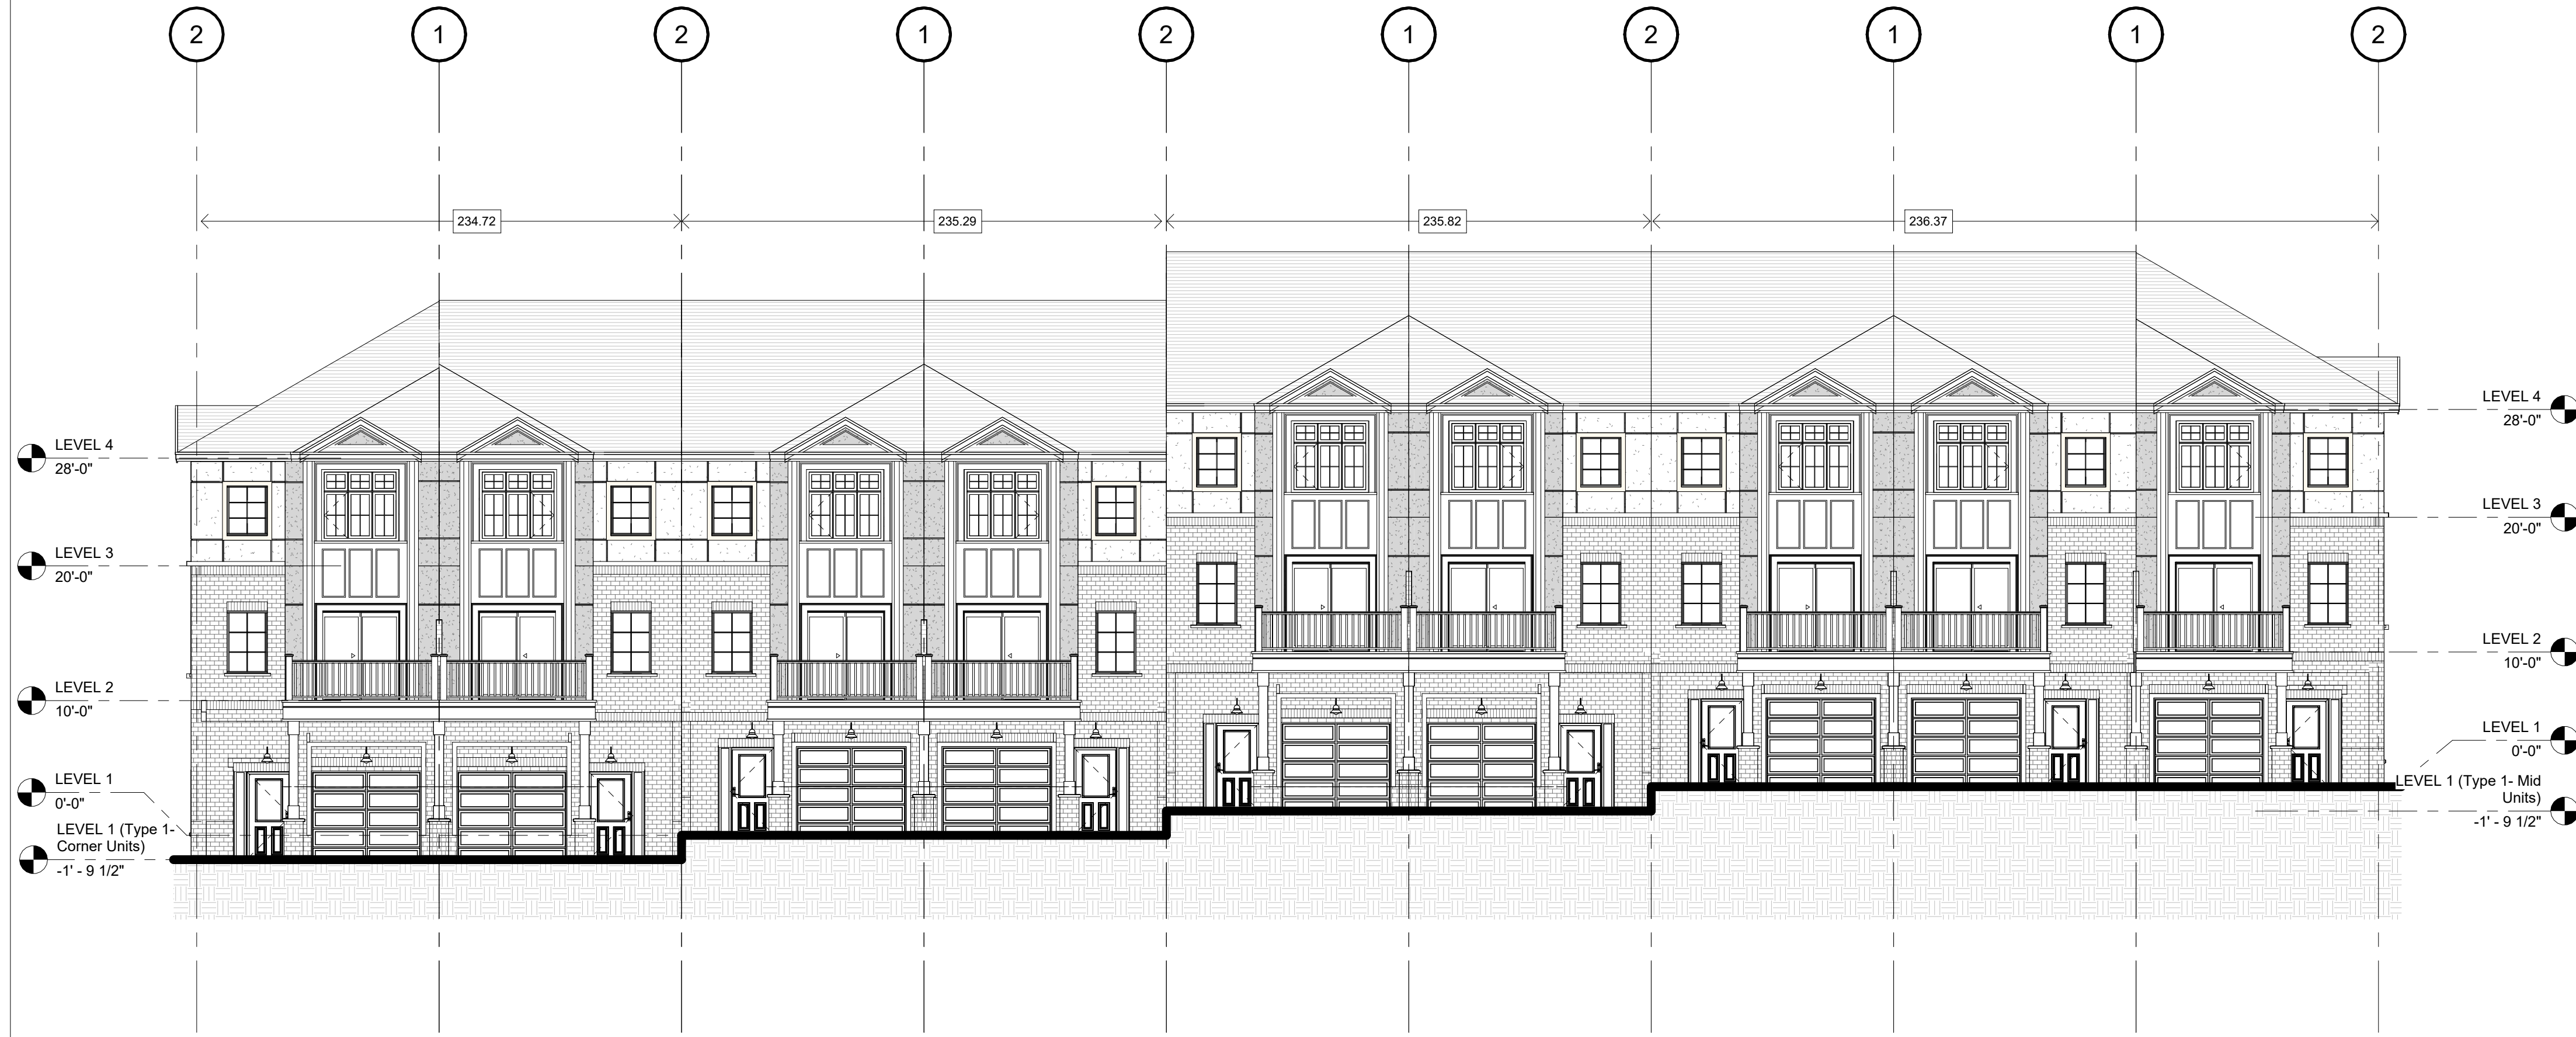 2 1 2 1 2 1 2 1 1 2
234.72 235.29 235.82 236.37
LEVEL 4
28'-0"
LEVEL 3
20'-0"
LEVEL 2
10'-0"
LEVEL 1
0'-0"
LEVEL 1 (Type 1-
Corner Units)
-1' - 9 1/2"
LEVEL 4
28'-0"
LEVEL 3
20'-0"
LEVEL 2
10'-0"
LEVEL 1
0'-0"
LEVEL 1 (Type 1- Mid
Units)
-1' - 9 1/2"